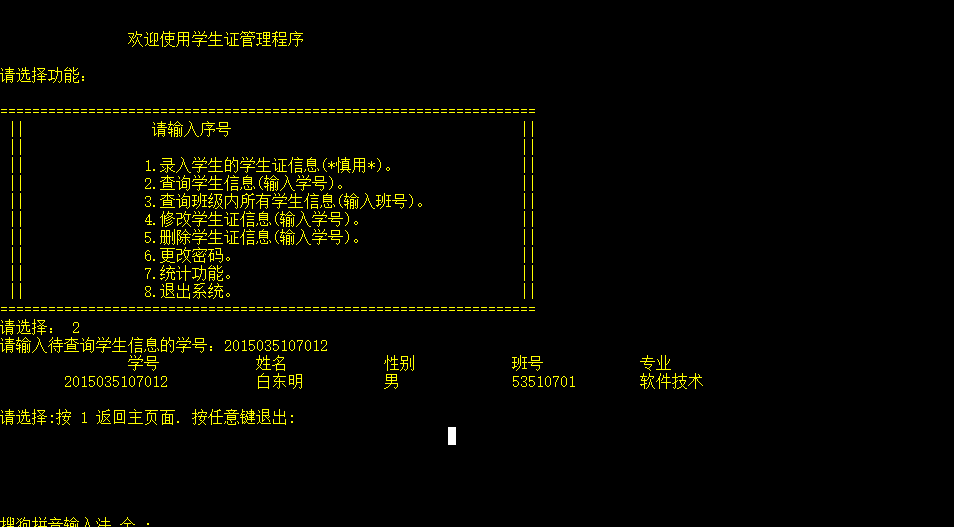 欢迎使用学生证管理程序
请选择功能:
===================================================================
|| 请输入序号 ||
|| ||
|| 1.录入学生的学生证信息(*慎用*)。 ||
|| 2.查询学生信息(输入学号)。 ||
|| 3.查询班级内所有学生信息(输入班号)。 ||
|| 4.修改学生证信息(输入学号)。 ||
|| 5.删除学生证信息(输入学号)。 ||
|| 6.更改密码。 ||
|| 7.统计功能。 ||
|| 8.退出系统。 ||
===================================================================
请选择: 2
请输入待查询学生信息的学号:2015035107012
学号 姓名 性别 班号 专业
2015035107012 白东明 男 53510701 软件技术
请选择:按 1 返回主页面. 按任意键退出:
搜狗拼音输入法 全 :